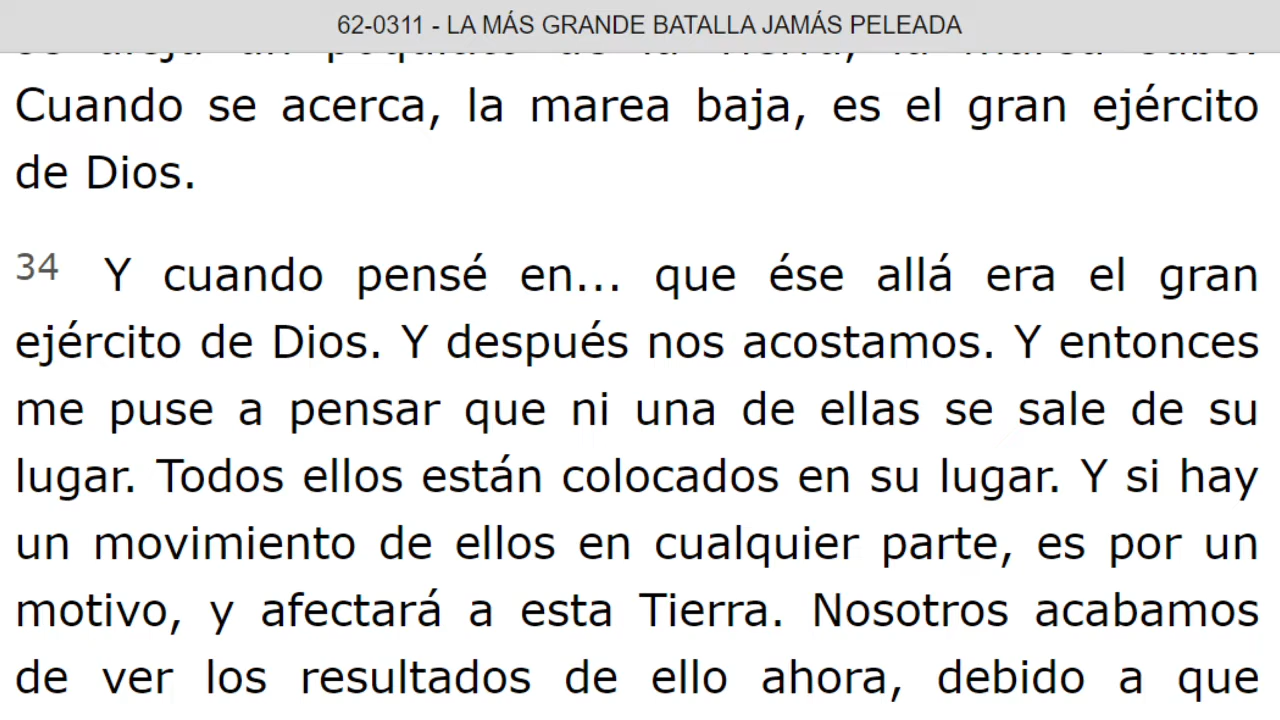 62-0311 - LA MÁS GRANDE BATALLA JAMÁS PELEADA
Cuando se acerca, la marea baja, es el gran ejército
de Dios.
34 Y cuando pensé en... que ése allá era el gran
ejército de Dios. Y después nos acostamos. Y entonces
me puse a pensar que ni una de ellas se sale de su
lugar. Todos ellos están colocados en su lugar. Y si hay
un movimiento de ellos en cualquier parte, es por un
motivo, y afectará a esta Tierra. Nosotros acabamos
de ver los resultados de ello ahora, debido a que